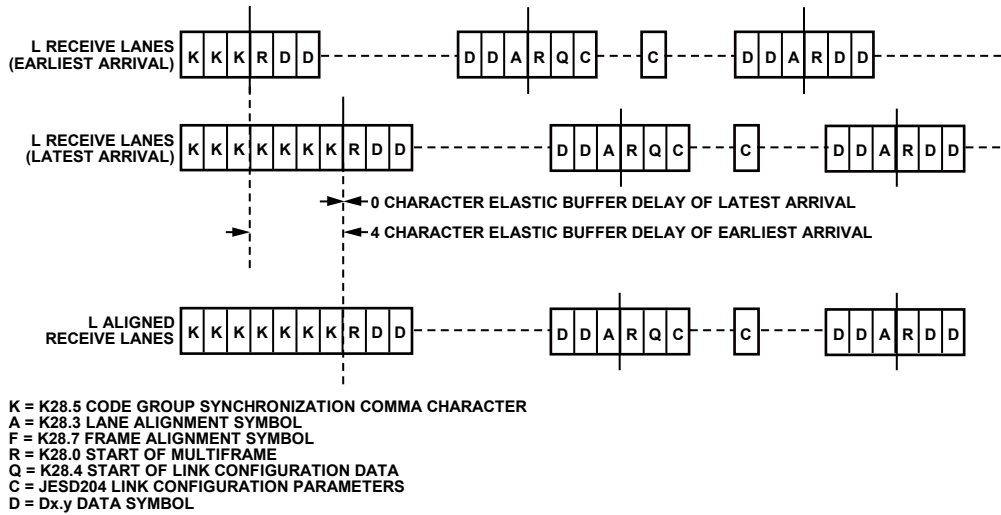 L RECEIVE LANES
(EARLIEST ARRIVAL)
K K K R D D
D D A R Q C
C
D D A R D D
L RECEIVE LANES
(LATEST ARRIVAL)
K K K K K K K R D D
D D A R Q C
C
D D A R D D
0 CHARACTER ELASTIC BUFFER DELAY OF LATEST ARRIVAL
4 CHARACTER ELASTIC BUFFER DELAY OF EARLIEST ARRIVAL
L ALIGNED
RECEIVE LANES
K K K K K K K R D D
D D A R Q C
C
D D A R D D
K = K28.5 CODE GROUP SYNCHRONIZATION COMMA CHARACTER
A = K28.3 LANE ALIGNMENT SYMBOL
F = K28.7 FRAME ALIGNMENT SYMBOL
R = K28.0 START OF MULTIFRAME
Q = K28.4 START OF LINK CONFIGURATION DATA
C = JESD204 LINK CONFIGURATION PARAMETERS
D = Dx.y DATA SYMBOL